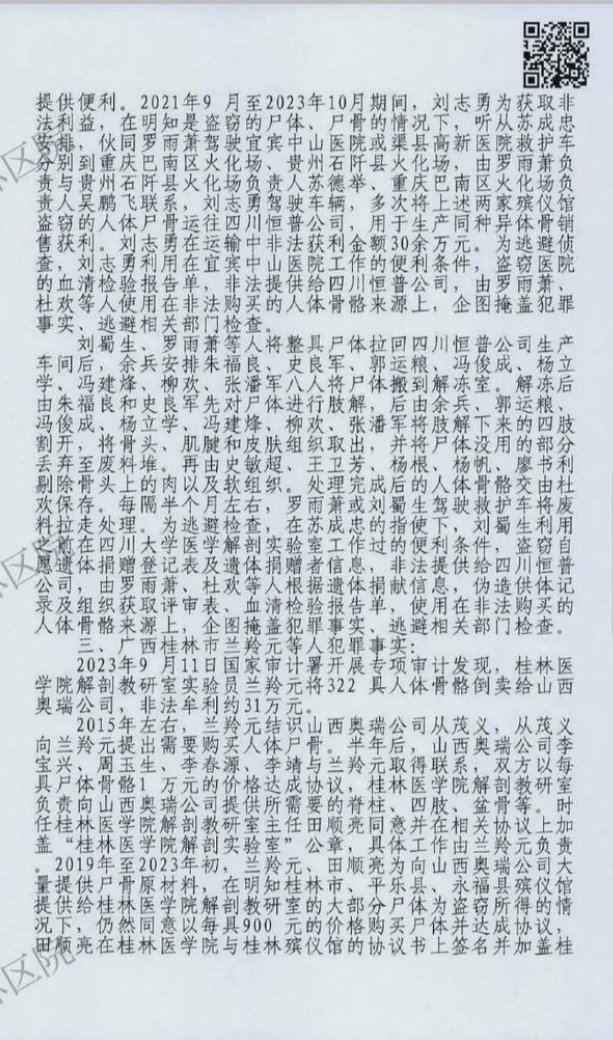 提供便利。2021年9 月至2023年10月期间，刘志勇为获取非
法利益，在明知是盗窃的尸体、尸骨的情况下，听从苏成忠
安排，伙同罗雨萧驾驶宜宾中山医院或渠县高新医院救护车
分别到重庆巴南区火化场、贵州石阡县火化场，由罗雨萧负
责与贵州石阡县火化场负责人苏德举、重庆巴南区火化场负
责人吴鹏飞联系，刘志勇驾驶车辆，多次将上述两家殡仪馆
盗窃的人体尸骨运往四川恒普公司，用于生产同种异体骨销
售获利。刘志勇在运输中非法获利金额30余万元。为逃避侦
查，刘志勇利用在宜宾中山医院工作的便利条件，盗窃医院
的血清检验报告单，非法提供给四川恒普公司，由罗雨萧、
杜欢等人使用在非法购买的人体骨骼来源上，企图掩盖犯罪
事实、逃避相关部门检查。
刘蜀生、罗雨萧等人将整具尸体拉回四川恒普公司生产
车间后，余兵安排朱福良、史良军、郭运粮、冯俊成、杨立
学、冯建烽、柳欢、张潘军八人将尸体搬到解冻室。解冻后
由朱福良和史良军先对尸体进行肢解，后由余兵、郭运粮、
冯俊成、杨立学、冯建烽、柳欢、张潘军将肢解下来的四肢
割开，将骨头、肌腱和皮肤组织取出，并将尸体没用的部分
丢弃至废料堆。再由史敏超、王卫芳、杨根、杨帆、廖书利
剔除骨头上的肉以及软组织。处理完成后的人体骨骼交由杜
欢保存。每隔半个月左右，罗雨萧或刘蜀生驾驶救护车将废
料拉走处理。为逃避检查，在苏成忠的指使下，刘蜀生利用
之前在四川大学医学解剖实验室工作过的便利条件，盗窃自
愿遗体捐赠登记表及遗体捐赠者信息，非法提供给四川恒普
公司，由罗雨萧、杜欢等人根据遗体捐献信息，伪造供体记
录及组织获取评审表、血清检验报告单，使用在非法购买的
人体骨骼来源上，企图掩盖犯罪事实、逃避相关部门检查。
三、广西桂林市兰羚元等人犯罪事实：
2023年9 月11日国家审计署开展专项审计发现，桂林医
学院解剖教研室实验员兰羚元将322 具人体骨骼倒卖给山西
奥瑞公司，非法牟利约31万元。
2015年左右，兰羚元结识山西奥瑞公司从茂义，从茂义
向兰羚元提出需要购买人体尸骨。半年后，山西奥瑞公司李
宝兴、周玉生、李春源、李靖与兰羚元取得联系，双方以每
具尸体骨骼1 万元的价格达成协议，桂林医学院解剖教研室
负责向山西奥瑞公司提供所需要的脊柱、四肢、盆骨等。时
任桂林医学院解剖教研室主任田顺亮同意并在相关协议上加
盖“桂林医学院解剖实验室”公章，具体工作由兰羚元负责
。2019年至2023年初，兰羚元、田顺亮为向山西奥瑞公司大
量提供尸骨原材料，在明知桂林市、平乐县、永福县殡仪馆
提供给桂林医学院解剖教研室的大部分尸体为盗窃所得的情
况下，仍然同意以每具900 元的价格购买尸体并达成协议，
田顺亮在桂林医学院与桂林殡仪馆的协议书上签名并加盖桂